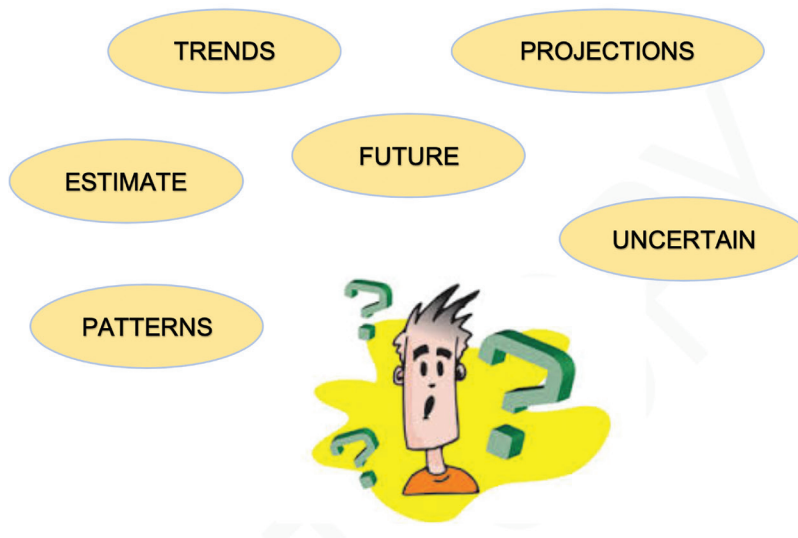 TRENDS
PROJECTIONS
FUTURE
ESTIMATE
UNCERTAIN
PATTERNS
? ? ?